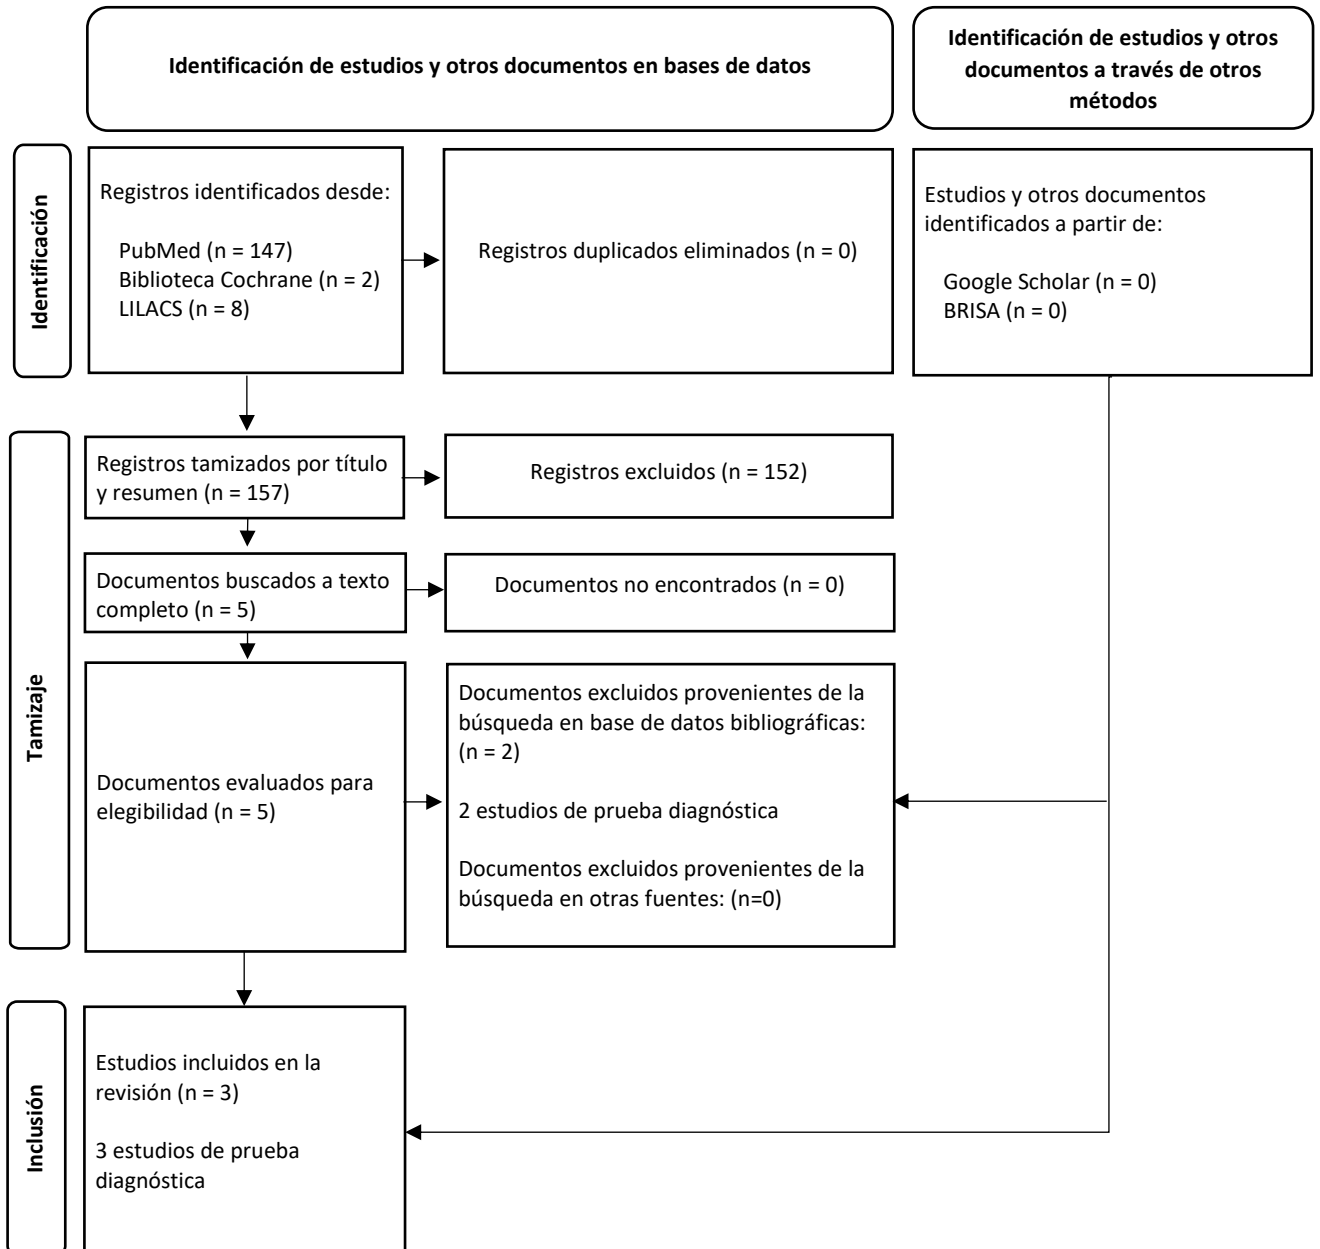 Identificación de estudios y otros documentos en bases de datos
Identificación de estudios y otros
documentos a través de otros
métodos
Identificación
Registros identificados desde:
PubMed (n = 147)
Biblioteca Cochrane (n = 2)
LILACS (n = 8)
Registros duplicados eliminados (n = 0)
Estudios y otros documentos
identificados a partir de:
Google Scholar (n = 0)
BRISA (n = 0)
Tamizaje
Registros tamizados por título
y resumen (n = 157)
Registros excluidos (n = 152)
Documentos buscados a texto
completo (n = 5)
Documentos no encontrados (n = 0)
Documentos evaluados para
elegibilidad (n = 5)
Documentos excluidos provenientes de la
búsqueda en base de datos bibliográficas:
(n = 2)
2 estudios de prueba diagnóstica
Documentos excluidos provenientes de la
búsqueda en otras fuentes: (n=0)
Inclusión
Estudios incluidos en la
revisión (n = 3)
3 estudios de prueba
diagnóstica